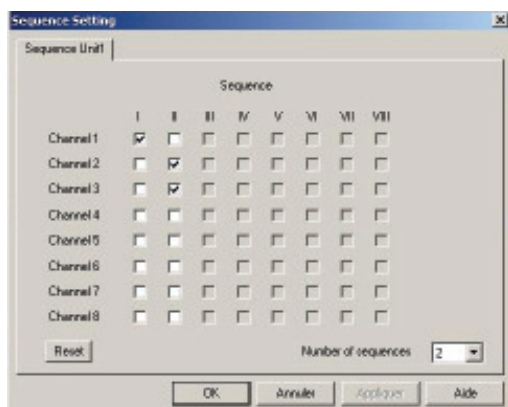 Sequence Setting
Sequence Unit1
Sequence
I II III IV V VI VII VIII
Channel 1
Channel 2
Channel 3
Channel 4
Channel 5
Channel 6
Channel 7
Channel 8
Reset Number of sequences 2
OK Annuler Appliquer Aide